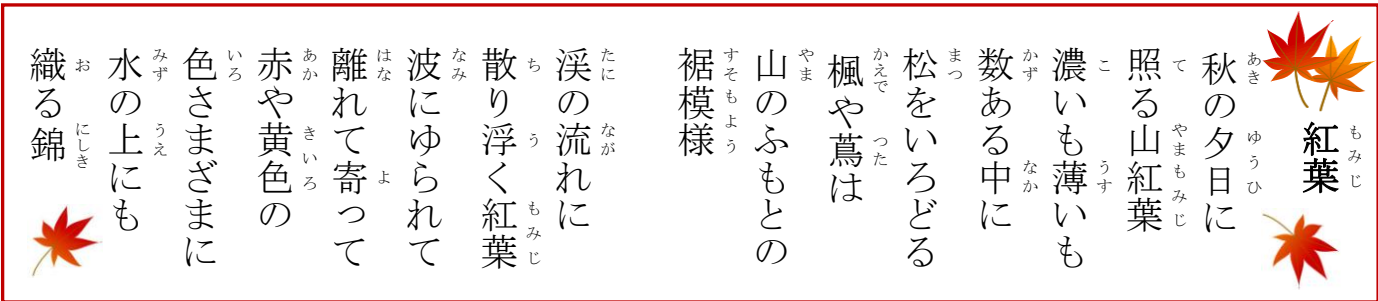 紅葉
秋の夕日に
照る山紅葉
濃いも薄いも
数ある中に
松をいろどる
楓や蔦は
山のふもとの
裾模様
渓の流れに
散り浮く紅葉
波にゆられて
離れて寄って
赤や黄色の
色さまざまに
水の上にも
織る錦